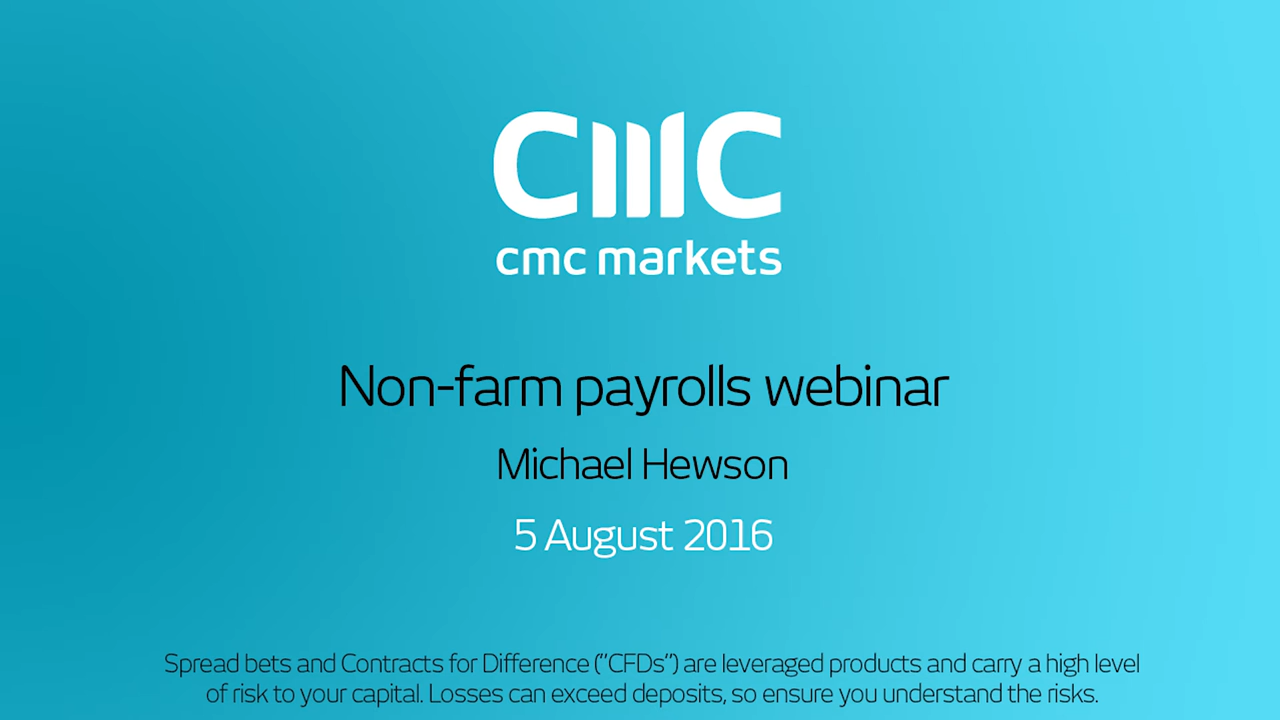 CMC
cmc markets
Non-farm payrolls webinar
Michael Hewson
5 August 2016
Spread bets and Contracts for Difference (”CFDs”) are leveraged products and carry a high level
of risk to your capital. Losses can exceed deposits, so ensure you understand the risks.